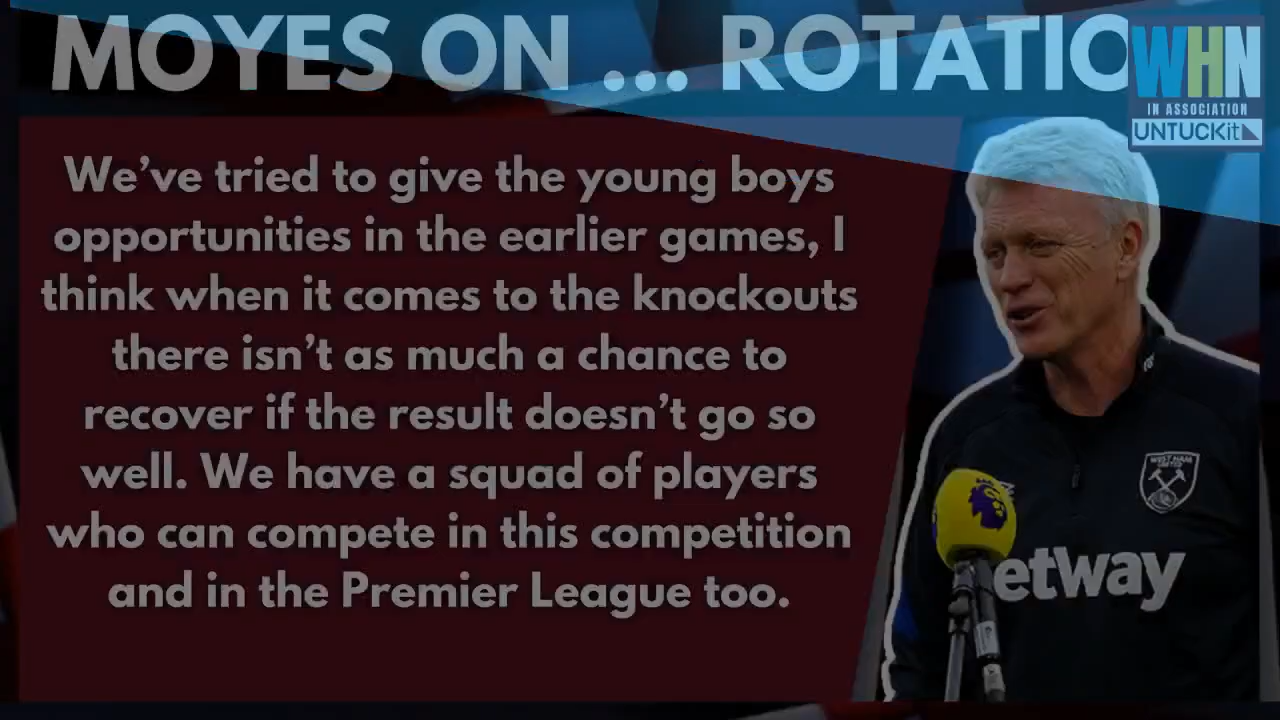 MOYES ON ... ROTATIO
WHN
IN ASSOCIATION
UNTUCKit
We’ve tried to give the young boys
opportunities in the earlier games, I
think when it comes to the knockouts
there isn’t as much a chance to
recover if the result doesn’t go so
well. We have a squad of players
who can compete in this competition
and in the Premier League too.
WEST HAM
UNITED
etway